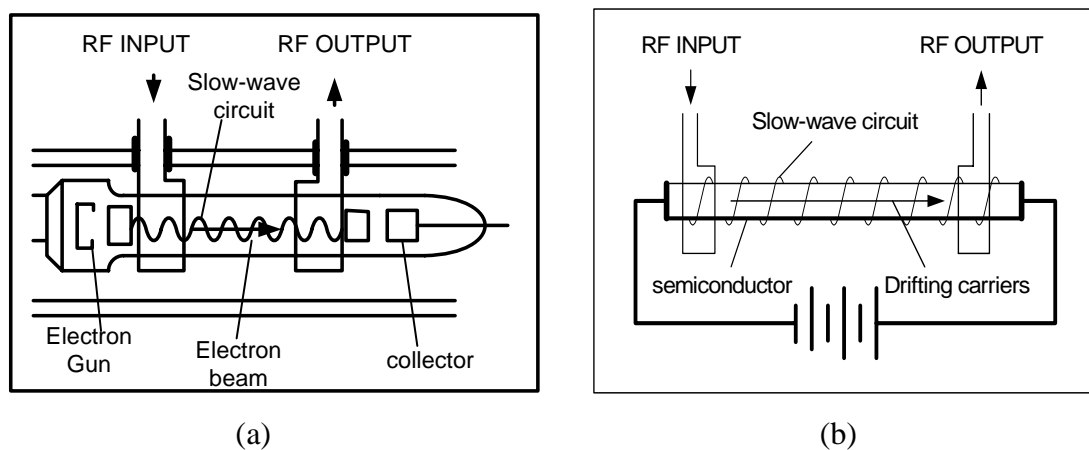 RF INPUT
RF OUTPUT
Slow-wave
circuit
Electron
Gun
Electron
beam
collector
(a)
RF INPUT
RF OUTPUT
Slow-wave circuit
semiconductor
Drifting carriers
(b)